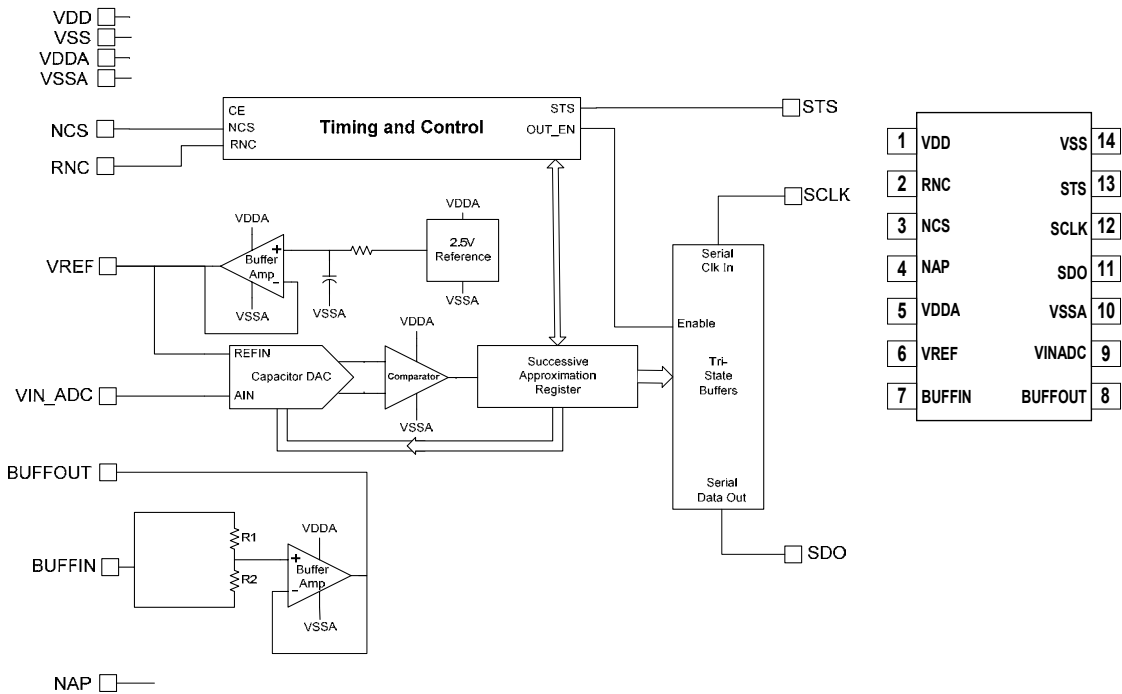 VDD
VSS
VDDA
VSSA
NCS
RNC
CE
NCS
RNC
Timing and Control
STS
OUT_EN
STS
SCLK
VREF
VDDA
Buffer
Amp
+
-
VSSA
VSSA
VDDA
2.5V
Reference
VSSA
Serial
Clk In
Enable
Tri-
State
Buffers
Serial
Data Out
VIN_ADC
REFIN
Capacitor DAC
AIN
VDDA
Comparator
VSSA
Successive
Approximation
Register
BUFFOUT
BUFFIN
R1
R2
VDDA
+
Buffer
Amp
-
VSSA
SDO
NAP
1 VDD VSS 14
2 RNC STS 13
3 NCS SCLK 12
4 NAP SDO 11
5 VDDA VSSA 10
6 VREF VINADC 9
7 BUFFIN BUFFOUT 8